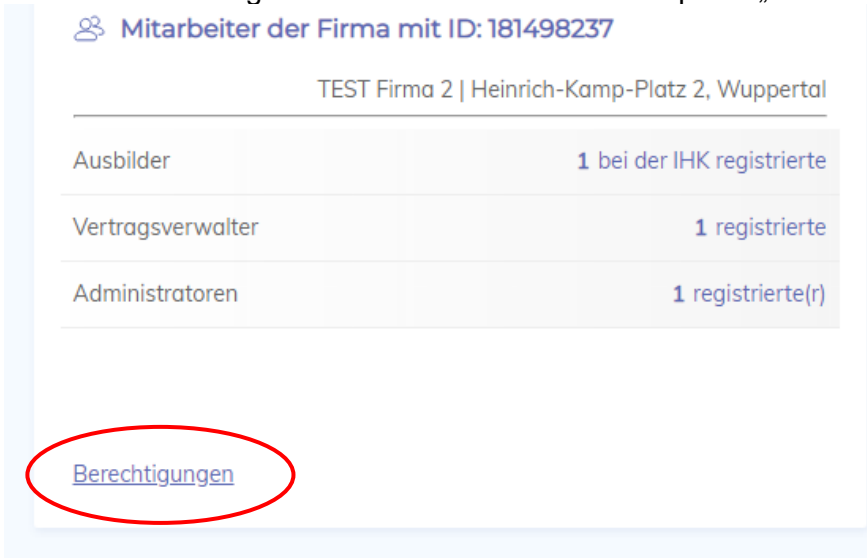 Mitarbeiter der Firma mit ID: 181498237
TEST Firma 2 | Heinrich-Kamp-Platz 2, Wuppertal
Ausbilder 1 bei der IHK registrierte
Vertragsverwalter 1 registrierte
Administratoren 1 registrierte(r)
Berechtigungen